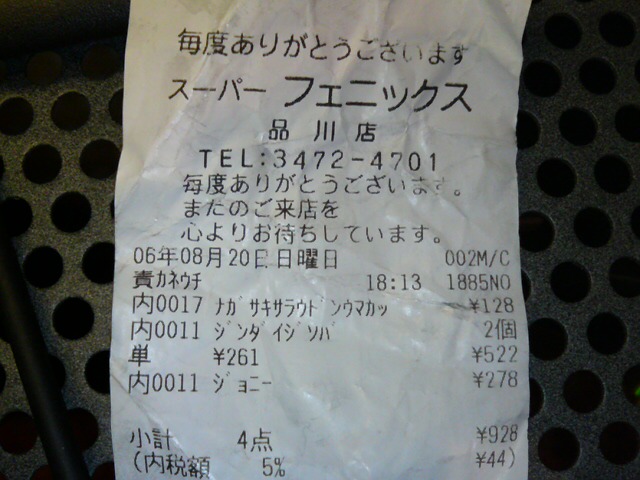 毎度ありがとうございます
スーパー フェニックス
品川店
TEL:3472-4701
毎度ありがとうございます。
またのご来店を
心よりお待ちしています。
06年08月20日日曜日 002M/C
責カネウチ 18:13 1885NO
内0017 ナガサキサラウドンウマカッ ¥128
内0011 ジンダイジソバ 2個
単 ¥261 ¥522
内0011 ジョニー ¥278
小計 4点 ¥928
(内税額 5% ¥44)